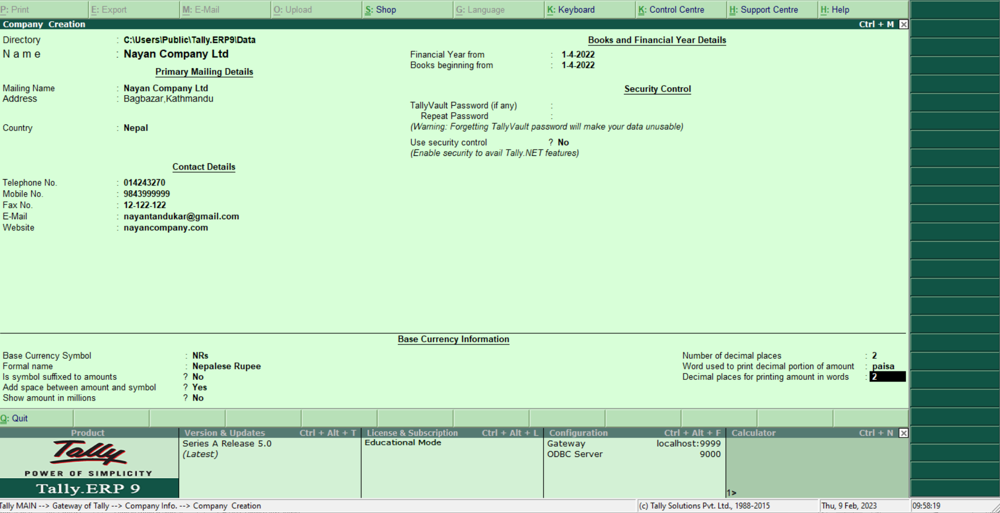 P: Print E: Export M: E-Mail O: Upload S: Shop G: Language K: Keyboard K: Control Centre H: Support Centre H: Help
Company Creation Ctrl + M
Directory : C:\Users\Public\Tally.ERP9\Data
Name : Nayan Company Ltd
Primary Mailing Details
Mailing Name : Nayan Company Ltd
Address : Bagbazar,Kathmandu
Country : Nepal
Contact Details
Telephone No. : 014243270
Mobile No. : 9843999999
Fax No. : 12-122-122
E-Mail : nayantandukar@gmail.com
Website : nayancompany.com
Books and Financial Year Details
Financial Year from : 1-4-2022
Books beginning from : 1-4-2022
Security Control
TallyVault Password (if any) :
Repeat Password :
(Warning: Forgetting TallyVault password will make your data unusable)
Use security control ? No
(Enable security to avail Tally.NET features)
Base Currency Information
Base Currency Symbol : NRs
Formal name : Nepalese Rupee
Is symbol suffixed to amounts ? No
Add space between amount and symbol ? Yes
Show amount in millions ? No
Number of decimal places : 2
Word used to print decimal portion of amount : paisa
Decimal places for printing amount in words : 2
Q: Quit
Product
Tally
POWER OF SIMPLICITY
Tally.ERP 9
Version & Updates Ctrl + Alt + T
Series A Release 5.0
(Latest)
License & Subscription Ctrl + Alt + L
Educational Mode
Configuration Ctrl + Alt + F
Gateway localhost:9999
ODBC Server 9000
Calculator Ctrl + N
1>
Tally MAIN --> Gateway of Tally --> Company Info. --> Company Creation (c) Tally Solutions Pvt. Ltd., 1988-2015 Thu, 9 Feb, 2023 09:58:19